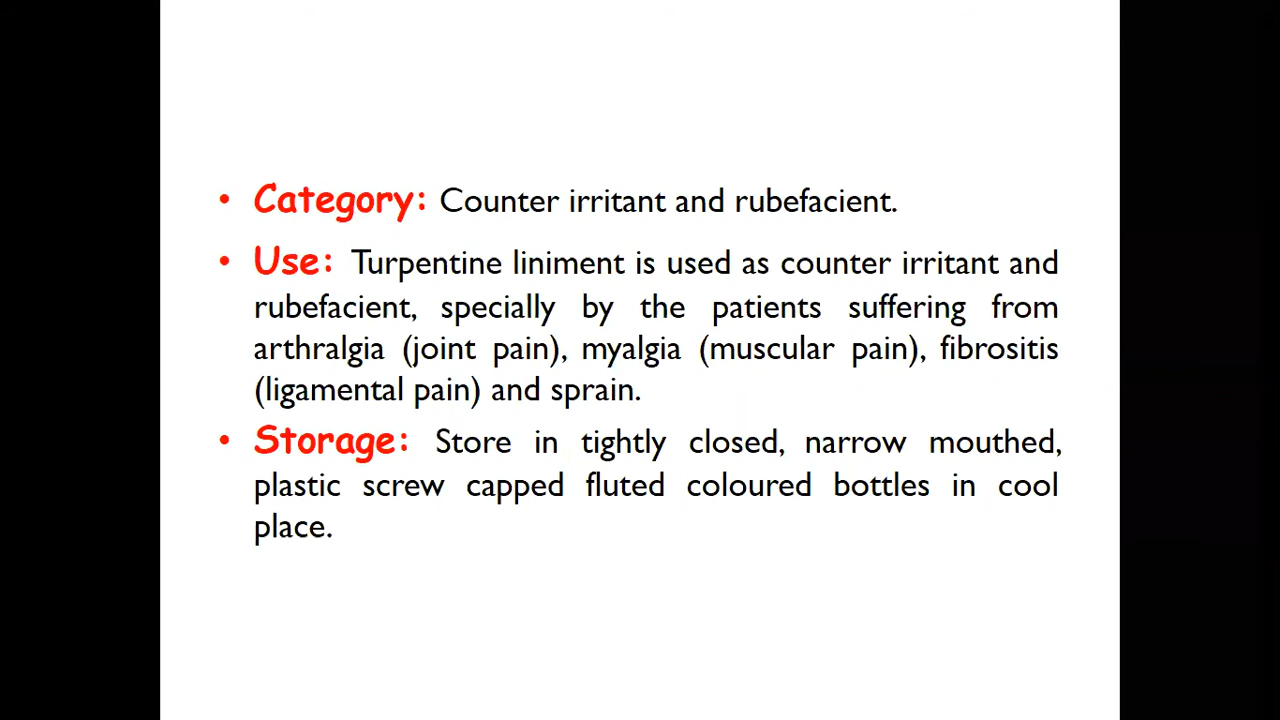 • Category: Counter irritant and rubefacient.
• Use: Turpentine liniment is used as counter irritant and
rubefacient, specially by the patients suffering from
arthralgia (joint pain), myalgia (muscular pain), fibrositis
(ligamental pain) and sprain.
• Storage: Store in tightly closed, narrow mouthed,
plastic screw capped fluted coloured bottles in cool
place.